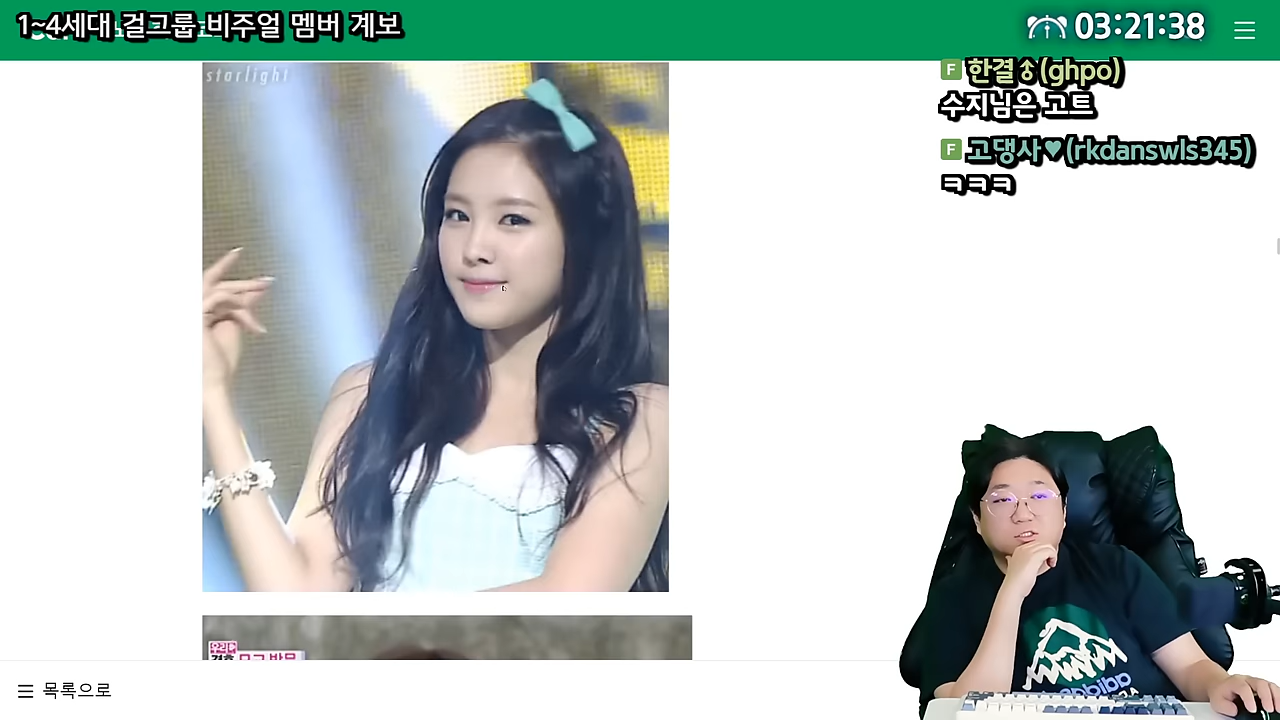 1~4세대 걸그룹 비주얼 멤버 계보
03:21:38
starlight
F 한결⇕(ghpo)
수지님은 고트
F 고댕사♥(rkdanswls345)
ㅋㅋㅋ
목록으로